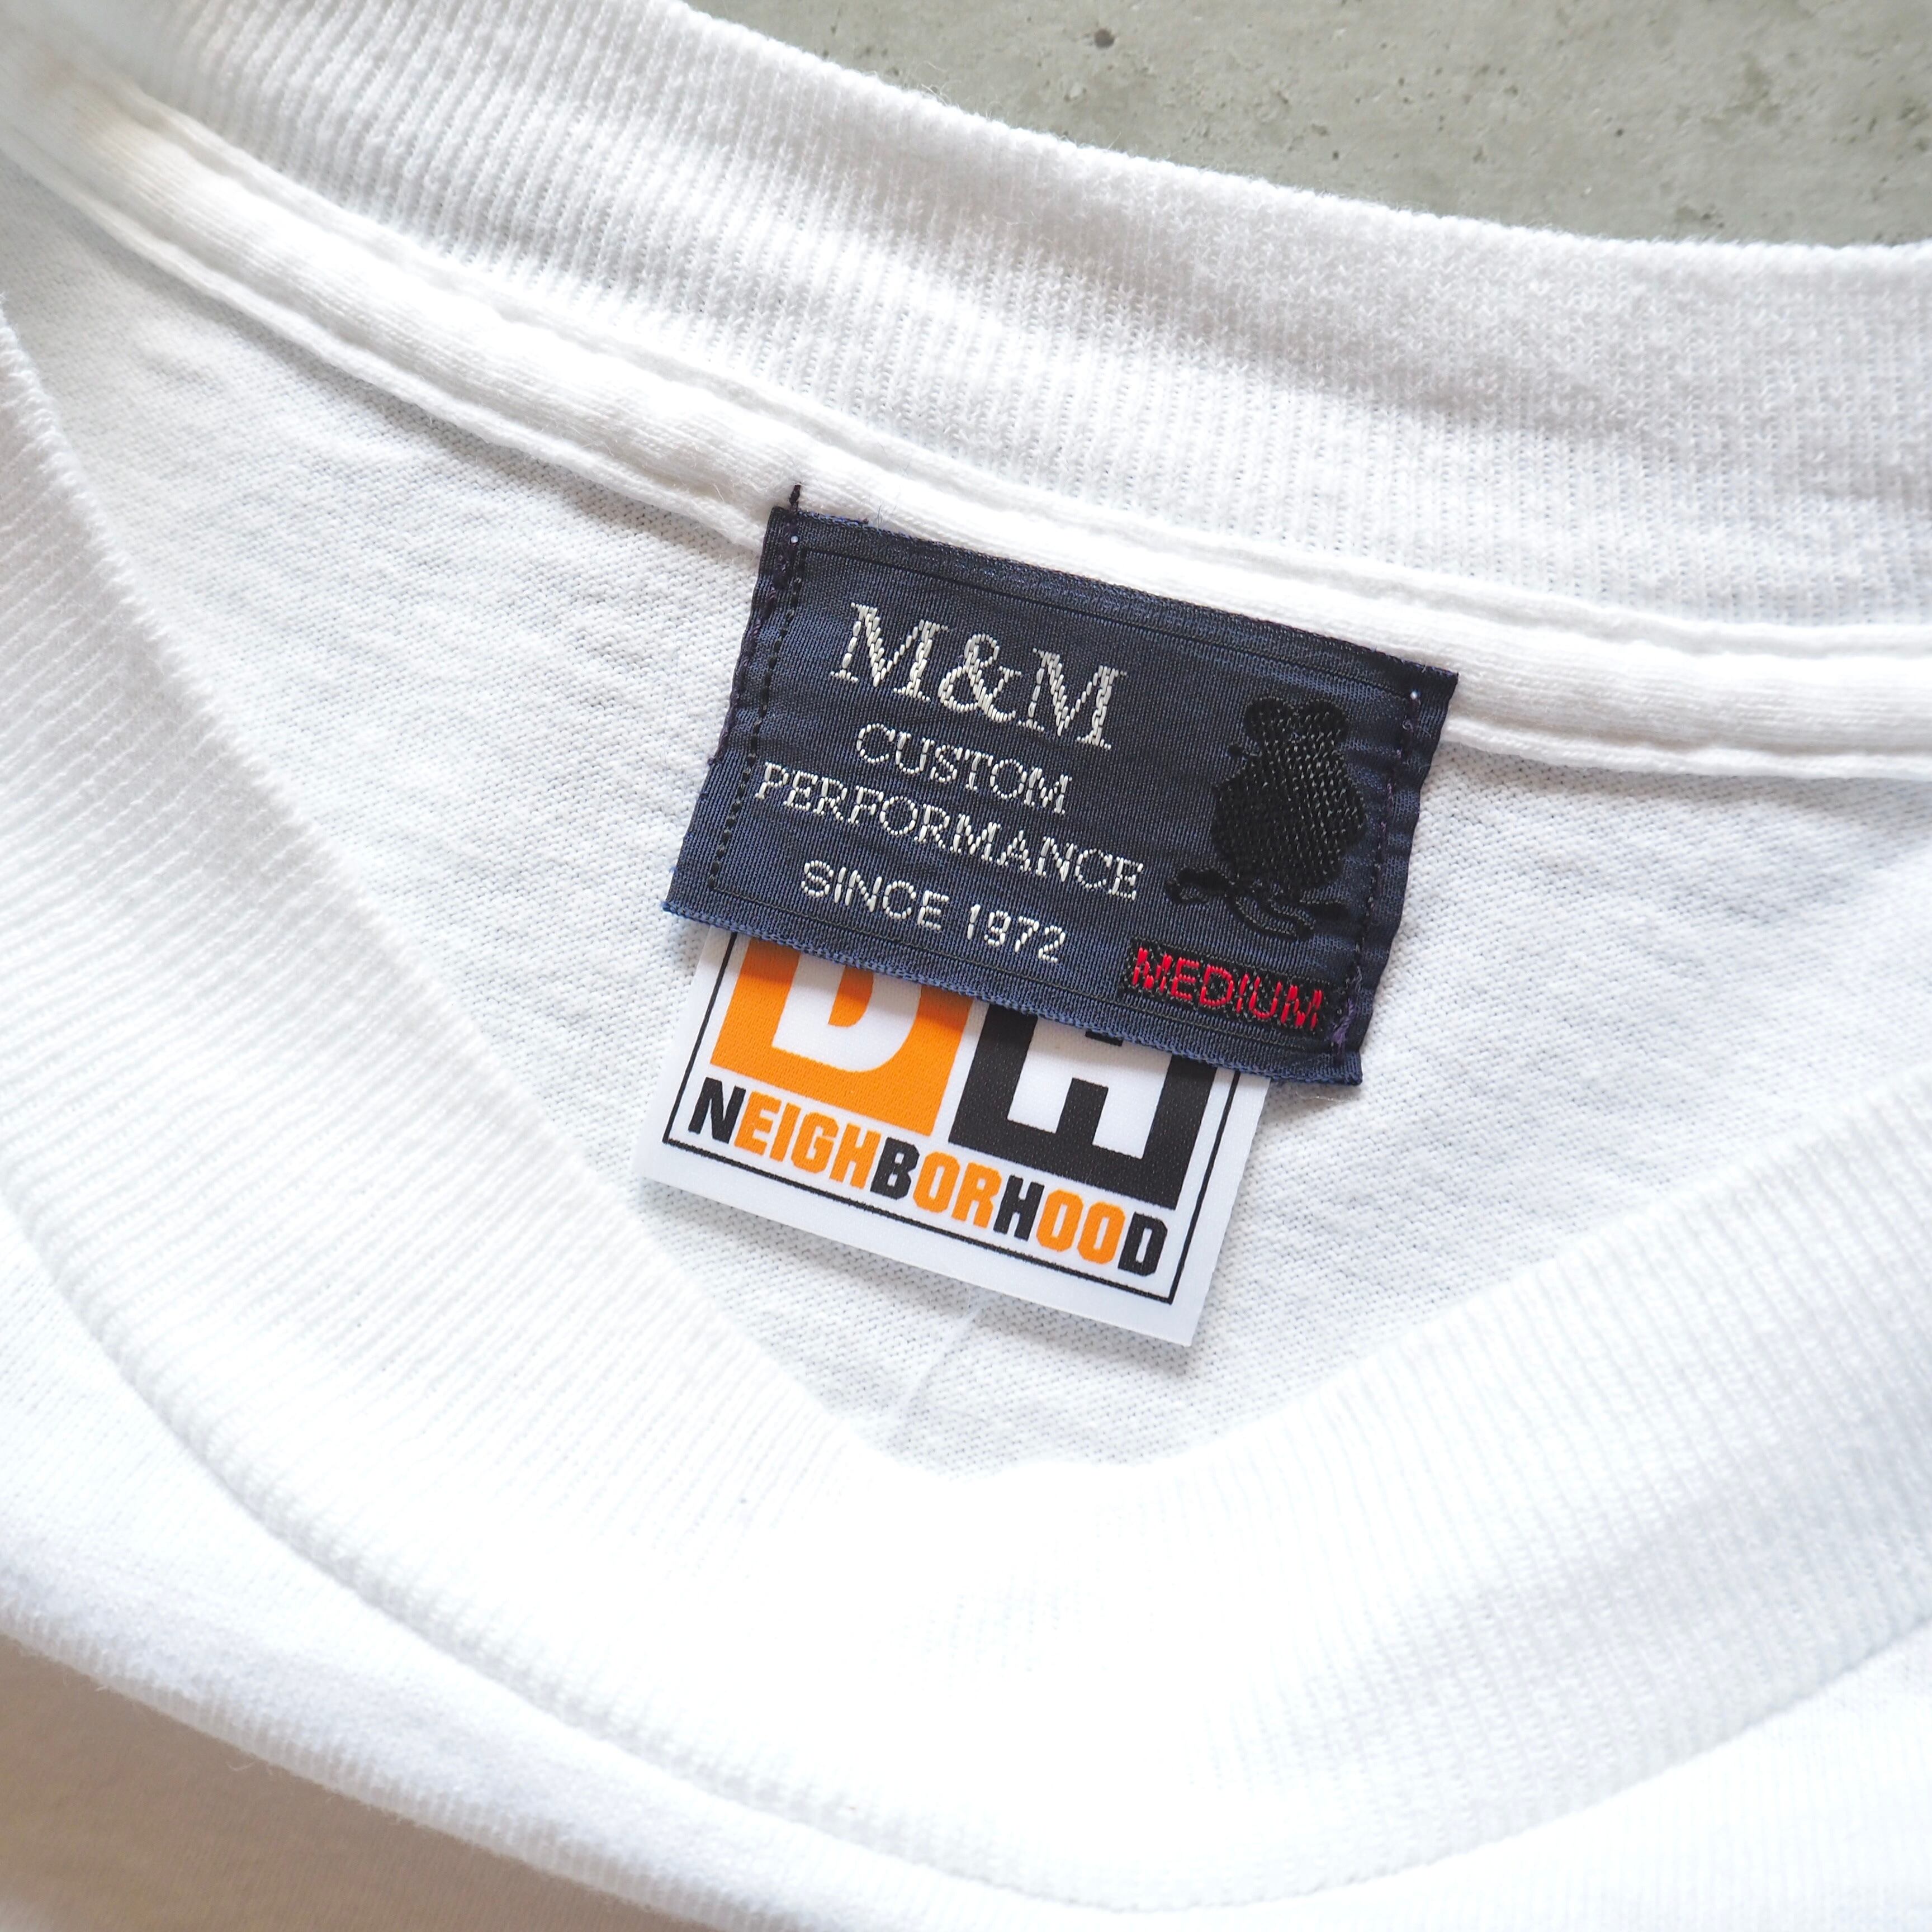 M&M
CUSTOM
PERFORMANCE
SINCE 1972
MEDIUM
NEIGHBORHOOD